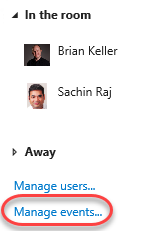 In the room
Brian Keller
Sachin Raj
Away
Manage users...
Manage events...